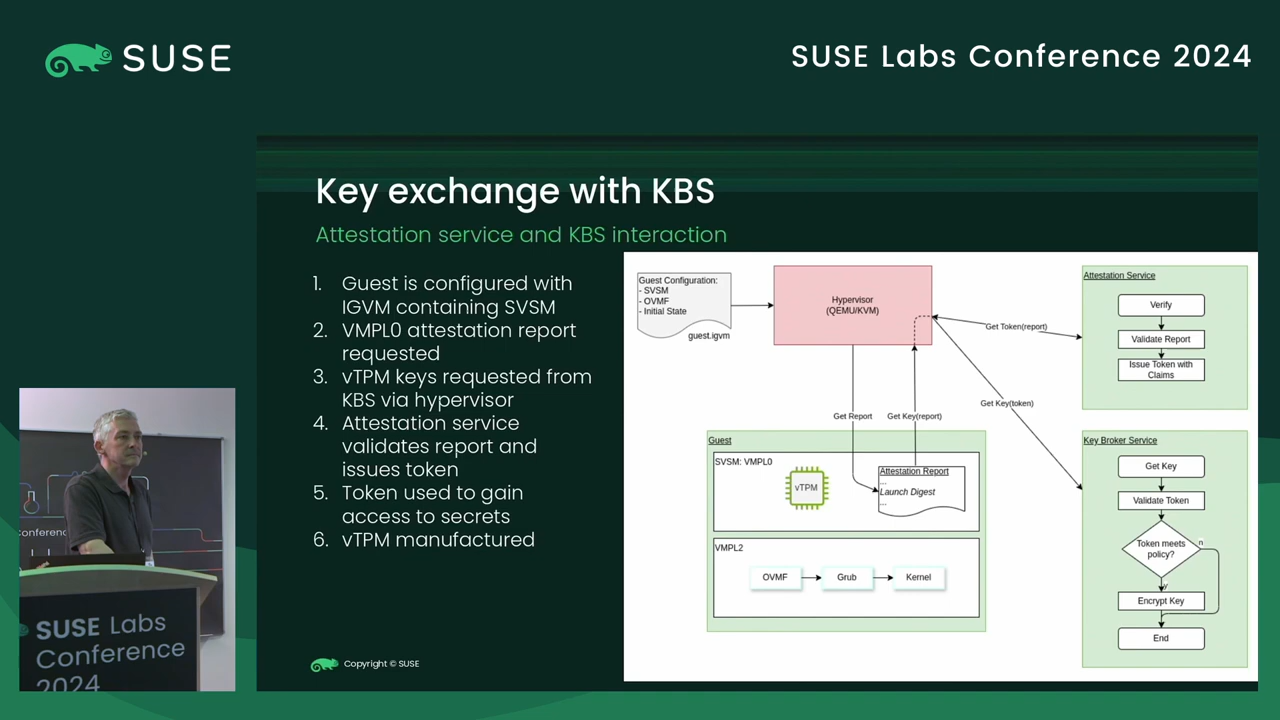 SUSE
SUSE Labs Conference 2024
Key exchange with KBS
Attestation service and KBS interaction
1. Guest is configured with
IGVM containing SVSM
2. VMPL0 attestation report
requested
3. vTPM keys requested from
KBS via hypervisor
4. Attestation service
validates report and
issues token
5. Token used to gain
access to secrets
6. vTPM manufactured
Guest Configuration:
- SVSM
- OVMF
- Initial State
guest.igvm
Hypervisor
(QEMU/KVM)
Get Token(report)
Get Key(token)
Get Report
Get Key(report)
Attestation Service
Verify
Validate Report
Issue Token with
Claims
Guest
SVSM: VMPL0
vTPM
Attestation Report
...
Launch Digest
...
VMPL2
OVMF
Grub
Kernel
Key Broker Service
Get Key
Validate Token
Token meets
policy?
n
y
Encrypt Key
End
Copyright © SUSE
Conference
SUSE Labs
Conference
2024